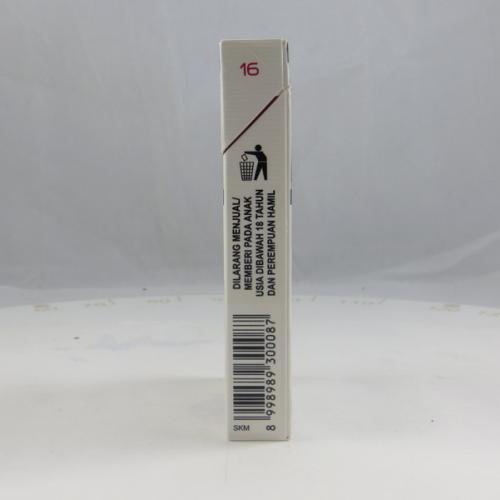 16
DILARANG MENJUAL/
MEMBERI PADA ANAK
USIA DIBAWAH 18 TAHUN
DAN PEREMPUAN HAMIL
8 998989 300087
SKM